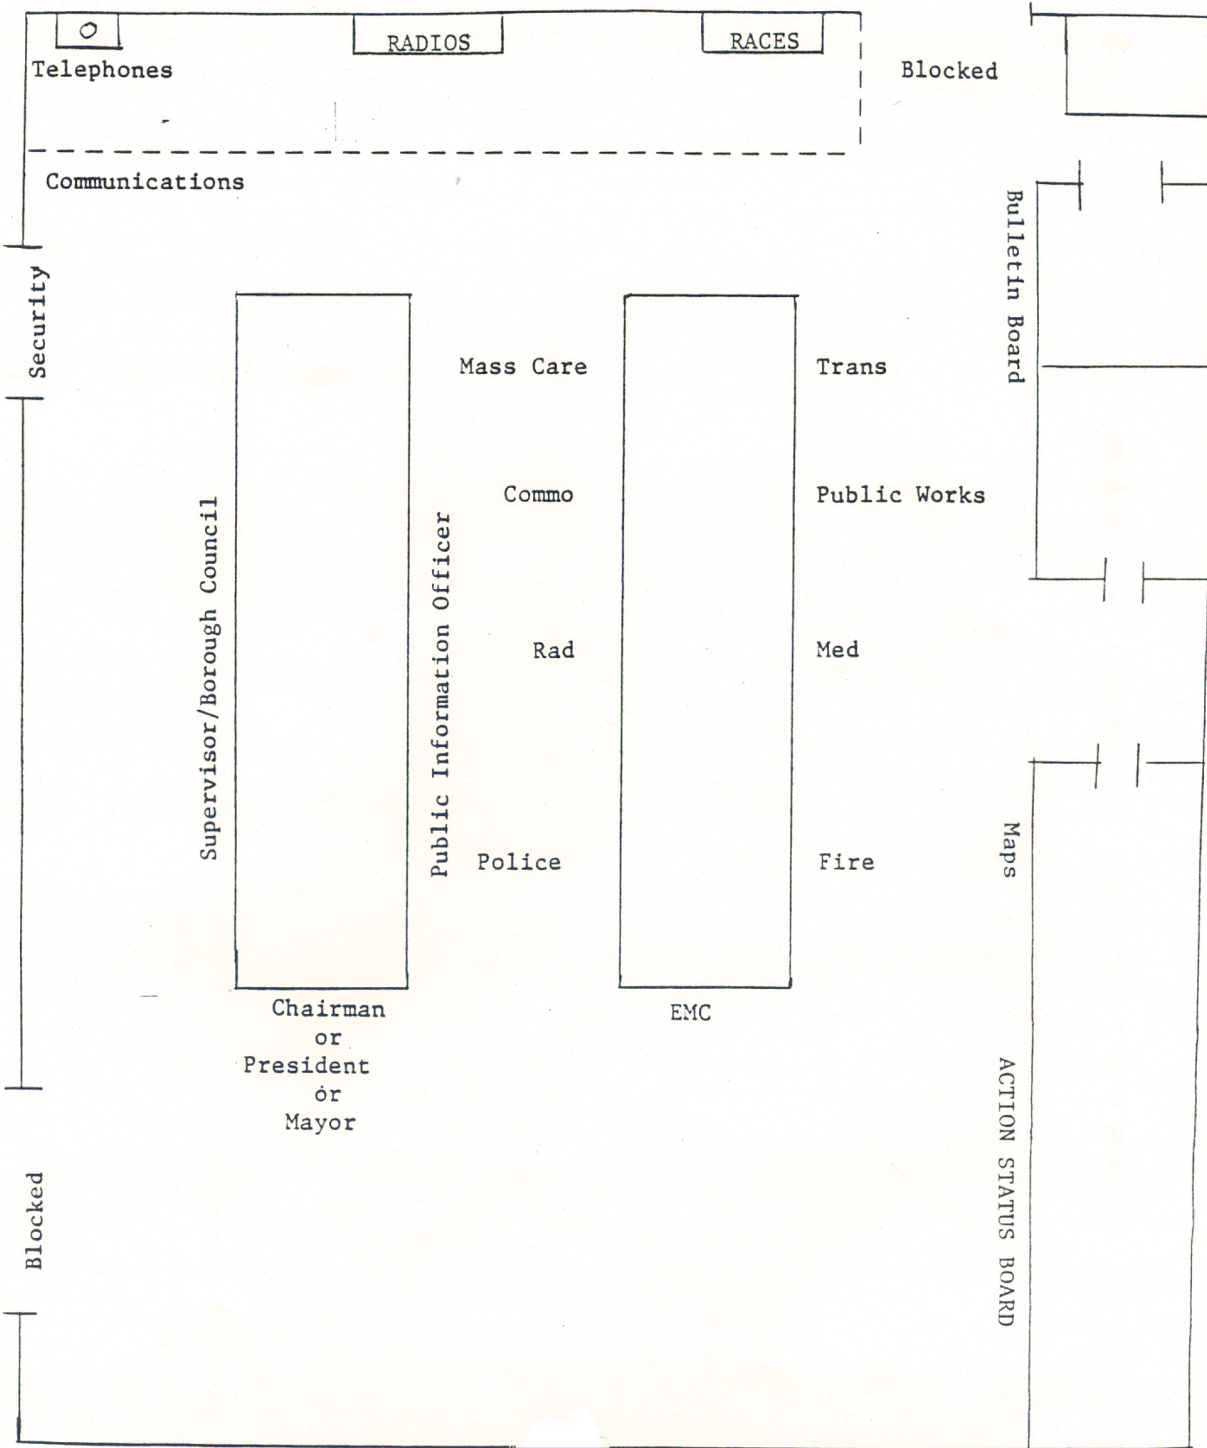 RADIOS
RACES
Telephones
Blocked
Communications
Security
Bulletin Board
Mass Care
Trans
Commo
Public Works
Supervisor/Borough Council
Public Information Officer
Rad
Med
Police
Fire
Maps
Chairman
or
President
or
Mayor
EMC
ACTION STATUS BOARD
Blocked